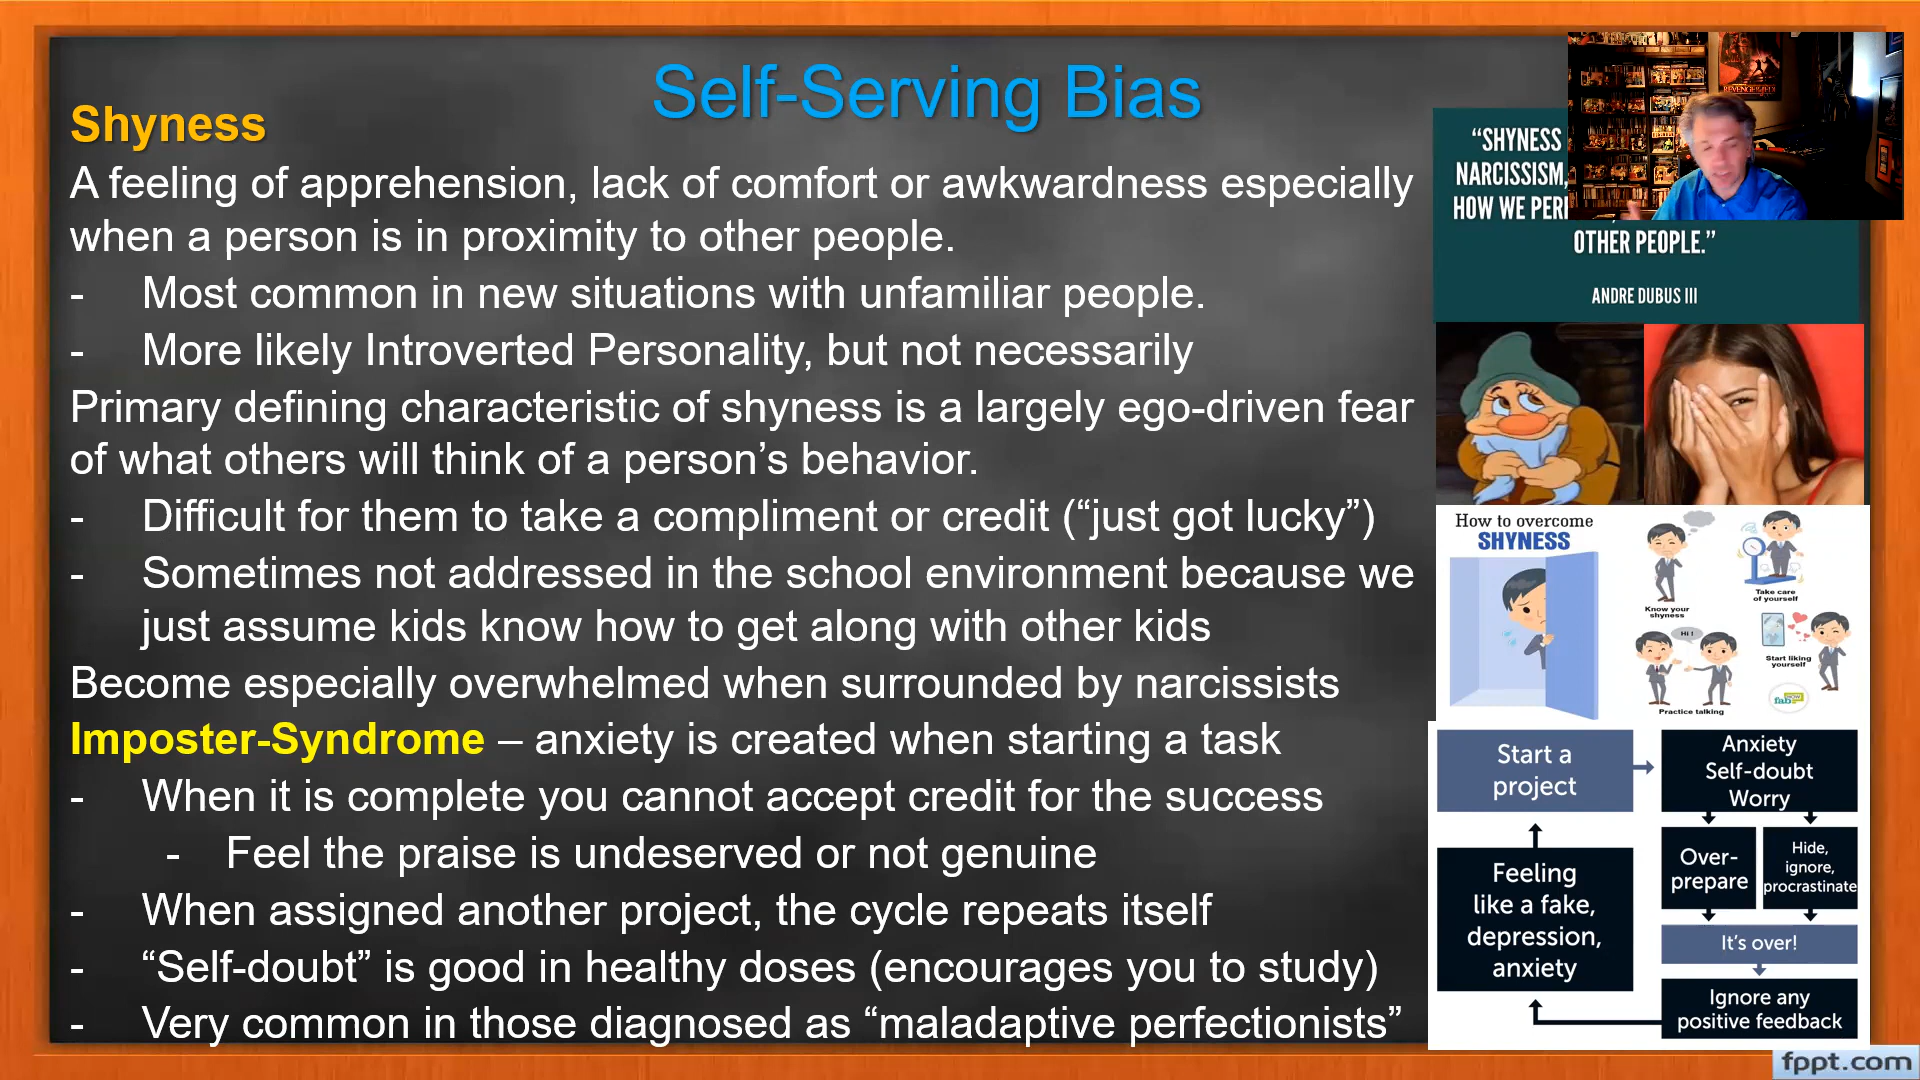 Self-Serving Bias
Shyness
A feeling of apprehension, lack of comfort or awkwardness especially
when a person is in proximity to other people.
- Most common in new situations with unfamiliar people.
- More likely Introverted Personality, but not necessarily
Primary defining characteristic of shyness is a largely ego-driven fear
of what others will think of a person’s behavior.
- Difficult for them to take a compliment or credit (“just got lucky”)
- Sometimes not addressed in the school environment because we
just assume kids know how to get along with other kids
Become especially overwhelmed when surrounded by narcissists
Imposter-Syndrome – anxiety is created when starting a task
- When it is complete you cannot accept credit for the success
- Feel the praise is undeserved or not genuine
- When assigned another project, the cycle repeats itself
- “Self-doubt” is good in healthy doses (encourages you to study)
- Very common in those diagnosed as “maladaptive perfectionists”
“SHYNESS
NARCISSISM,
HOW WE
OTHER PEOPLE.”
ANDRE DUBUS III
How to overcome
SHYNESS
Know your
shyness
Take care
of yourself
Hi !
Practice talking
Start liking
yourself
fab
HOW
Start a
project
Anxiety
Self-doubt
Worry
Over-
prepare
Hide,
ignore,
procrastinate
It’s over!
Ignore any
positive feedback
Feeling
like a fake,
depression,
anxiety
fppt.com